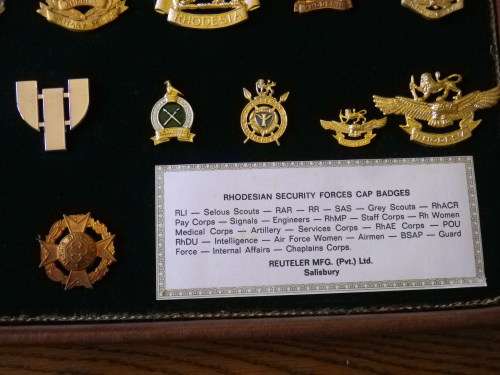 RHODESIA
RHODESIAN SECURITY FORCES CAP BADGES
RLI — Selous Scouts — RAR — RR — SAS — Grey Scouts — RhACR
Pay Corps — Signals — Engineers — RhMP — Staff Corps — Rh Women
Medical Corps — Artillery — Services Corps — RhAE Corps — POU
RhDU — Intelligence — Air Force Women — Airmen — BSAP — Guard
Force — Internal Affairs — Chaplains Corps.
REUTELER MFG. (Pvt.) Ltd.
Salisbury